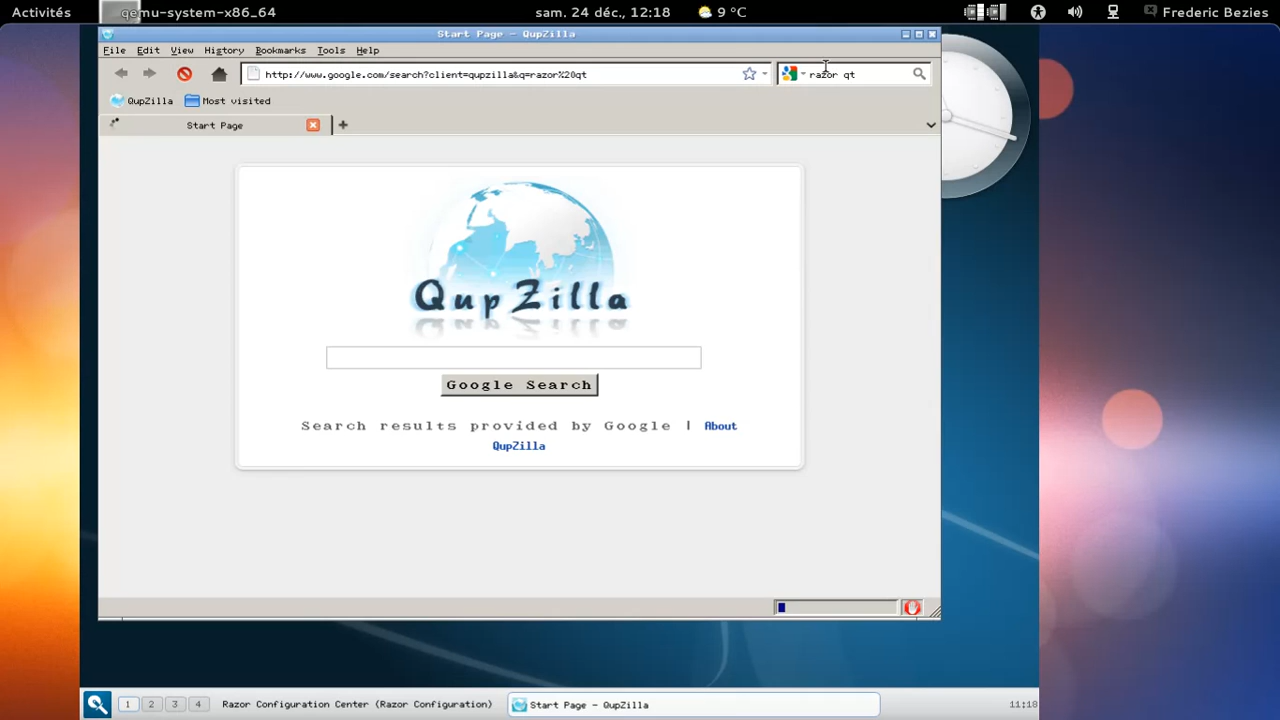 Activités qemu-system-x86_64 sam. 24 déc., 12:18 9 °C Frederic Bezies
Start Page - QupZilla
File Edit View History Bookmarks Tools Help
http://www.google.com/search?client=qupzilla&q=razor%20qt razor qt
QupZilla Most visited
Start Page
QupZilla
Google Search
Search results provided by Google | About
QupZilla
1 2 3 4 Razor Configuration Center (Razor Configuration) Start Page - QupZilla 11:18